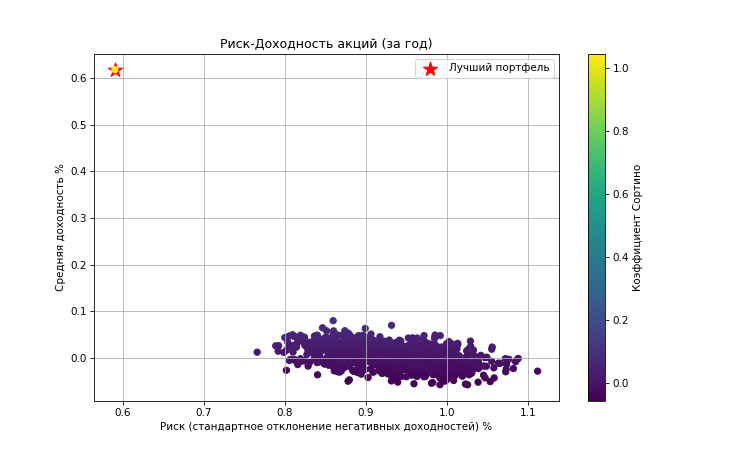 Риск-Доходность акций (за год)
Лучший портфель
Средняя доходность %
0.6
0.5
0.4
0.3
0.2
0.1
0.0
0.6 0.7 0.8 0.9 1.0 1.1
Риск (стандартное отклонение негативных доходностей) %
1.0
0.8
0.6
0.4
0.2
0.0
Коэффициент Сортино